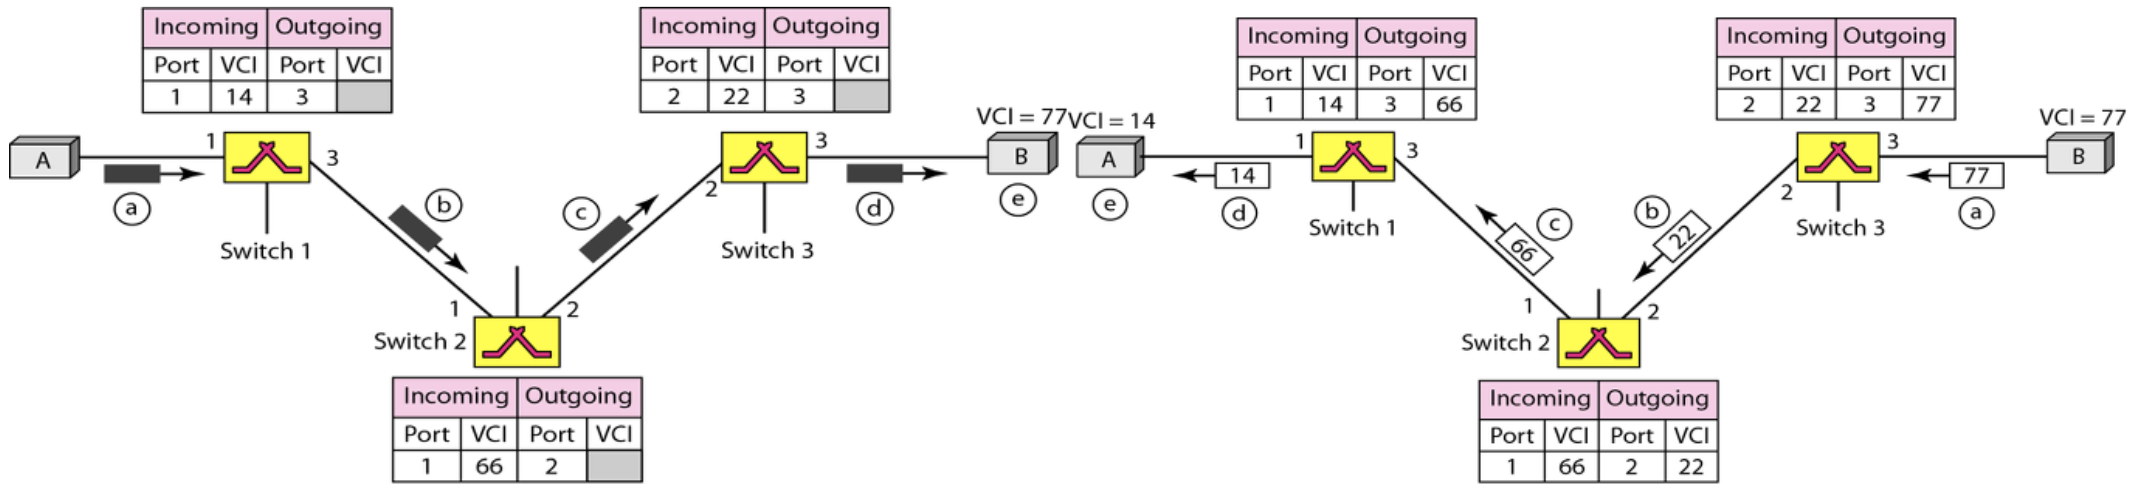 Incoming Outgoing
Port VCI Port VCI
1 14 3
Incoming Outgoing
Port VCI Port VCI
2 22 3
A
1
3
a
Switch 1
b
c
1
2
Switch 2
2
3
Switch 3
d
VCI = 77
B
e
Incoming Outgoing
Port VCI Port VCI
1 66 2
Incoming Outgoing
Port VCI Port VCI
1 14 3 66
Incoming Outgoing
Port VCI Port VCI
2 22 3 77
VCI = 14
A
e
1
3
14
d
Switch 1
66
c
22
b
1
2
Switch 2
2
3
Switch 3
77
a
VCI = 77
B
Incoming Outgoing
Port VCI Port VCI
1 66 2 22